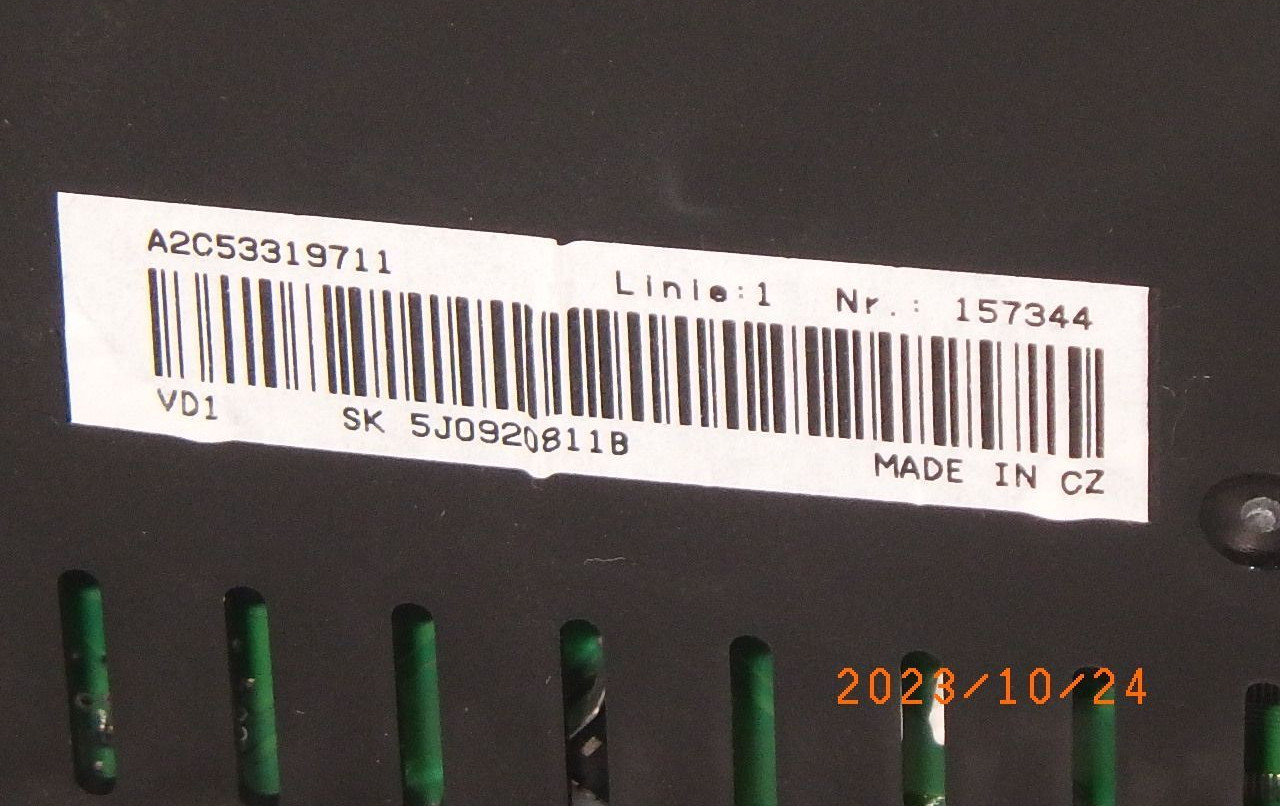 A2C53319711
Linie:1 Nr.: 157344
VD1 SK 5J0920811B MADE IN CZ
2023/10/24